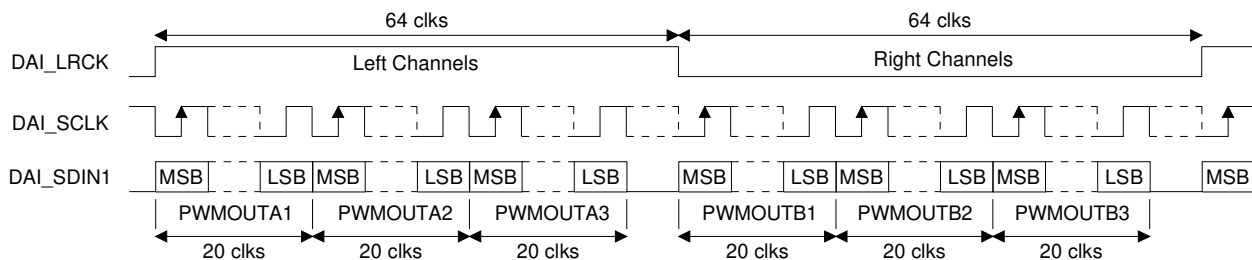 64 clks 64 clks
DAI_LRCK Left Channels Right Channels
DAI_SCLK
DAI_SDIN1 MSB LSB MSB LSB MSB LSB MSB LSB MSB LSB MSB LSB MSB
PWMOUTA1 PWMOUTA2 PWMOUTA3 PWMOUTB1 PWMOUTB2 PWMOUTB3
20 clks 20 clks 20 clks 20 clks 20 clks 20 clks